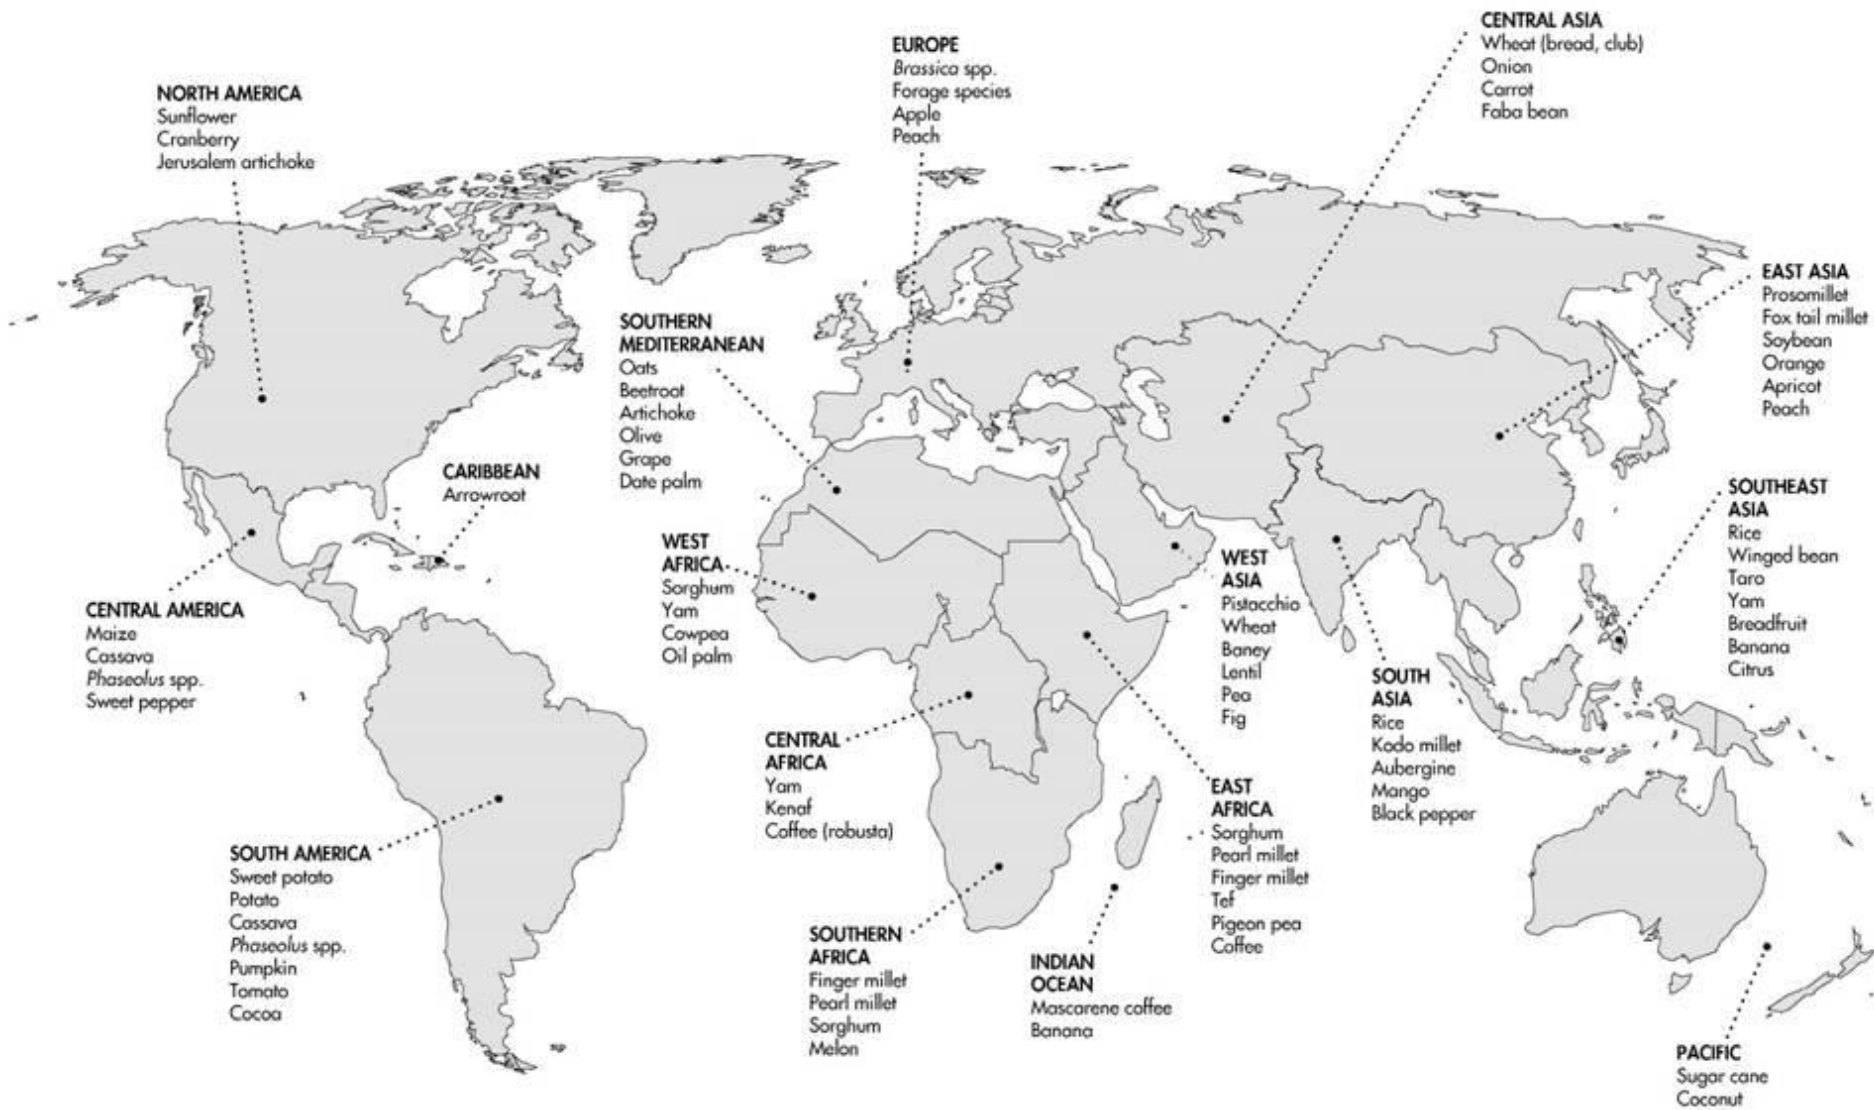 NORTH AMERICA
Sunflower
Cranberry
Jerusalem artichoke
EUROPE
Brassica spp.
Forage species
Apple
Peach
CENTRAL ASIA
Wheat (bread, club)
Onion
Carrot
Faba bean
EAST ASIA
Prosomillet
Fox tail millet
Soybean
Orange
Apricot
Peach
SOUTHERN
MEDITERRANEAN
Oats
Beetroot
Artichoke
Olive
Grape
Date palm
CARIBBEAN
Arrowroot
SOUTHEAST
ASIA
Rice
Winged bean
Taro
Yam
Breadfruit
Banana
Citrus
WEST
AFRICA
Sorghum
Yam
Cowpea
Oil palm
WEST
ASIA
Pistacchio
Wheat
Baney
Lentil
Pea
Fig
CENTRAL AMERICA
Maize
Cassava
Phaseolus spp.
Sweet pepper
SOUTH
ASIA
Rice
Kodo millet
Aubergine
Mango
Black pepper
CENTRAL
AFRICA
Yam
Kenaf
Coffee (robusta)
EAST
AFRICA
Sorghum
Pearl millet
Finger millet
Tef
Pigeon pea
Coffee
SOUTH AMERICA
Sweet potato
Potato
Cassava
Phaseolus spp.
Pumpkin
Tomato
Cocoa
SOUTHERN
AFRICA
Finger millet
Pearl millet
Sorghum
Melon
INDIAN
OCEAN
Mascarene coffee
Banana
PACIFIC
Sugar cane
Coconut